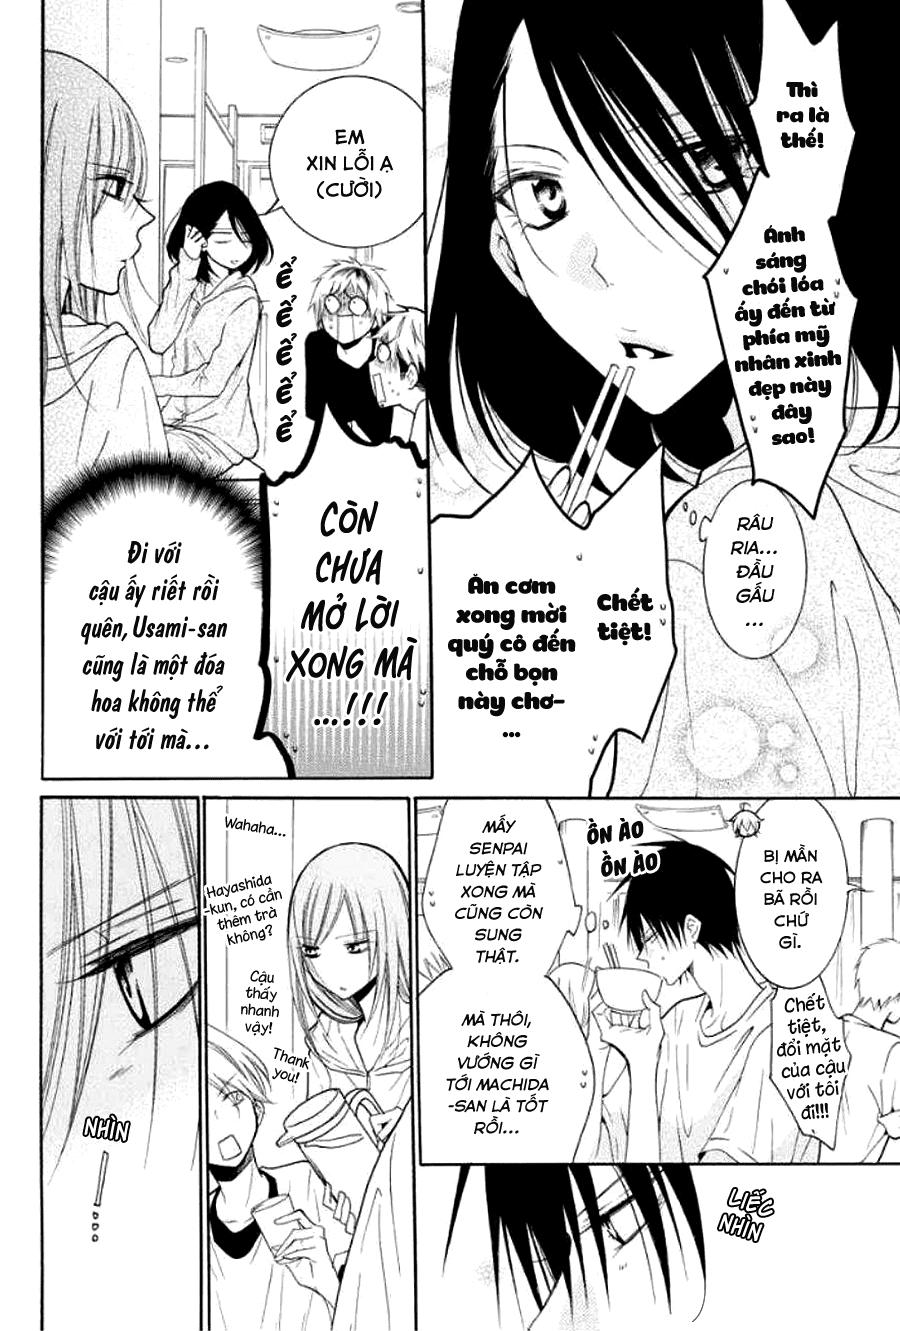 Thì
ra là
thế!
Ánh
sáng
chói lóa
ấy đến từ
phía mỹ
nhân xinh
đẹp này
đây
sao!
RÂU
RIA...
ĐẦU
GẤU
...
Chết
tiệt!
Ăn cơm
xong mời
quý cô đến
chỗ bọn
này chơ-
...
EM
XIN LỖI Ạ
(CƯỜI)
Ể
Ể
Ể
Ể
Ể
CÒN
CHƯA
MỞ LỜI
XONG MÀ
...!!!
Đi với
cậu ấy riết rồi
quên, Usami-san
cũng là một đóa
hoa không thể
với tới mà...
BỊ MẦN
CHO RA
BÃ RỒI
CHỨ
GÌ.
Chết
tiệt,
đổi mặt
của cậu
với tôi
đi!!!
ỒN ÀO
ỒN ÀO
MẤY
SENPAI
LUYỆN TẬP
XONG MÀ
CŨNG CÒN
SUNG
THẬT.
MÀ THÔI,
KHÔNG
VƯỚNG GÌ
TỚI MACHIDA
-SAN LÀ TỐT
RỒI...
LIẾC
NHÌN
Wahaha...
Hayashida
-kun, có cần
thêm trà
không?
Cậu
thấy
nhanh
vậy!
Thank
you!
NHÌN